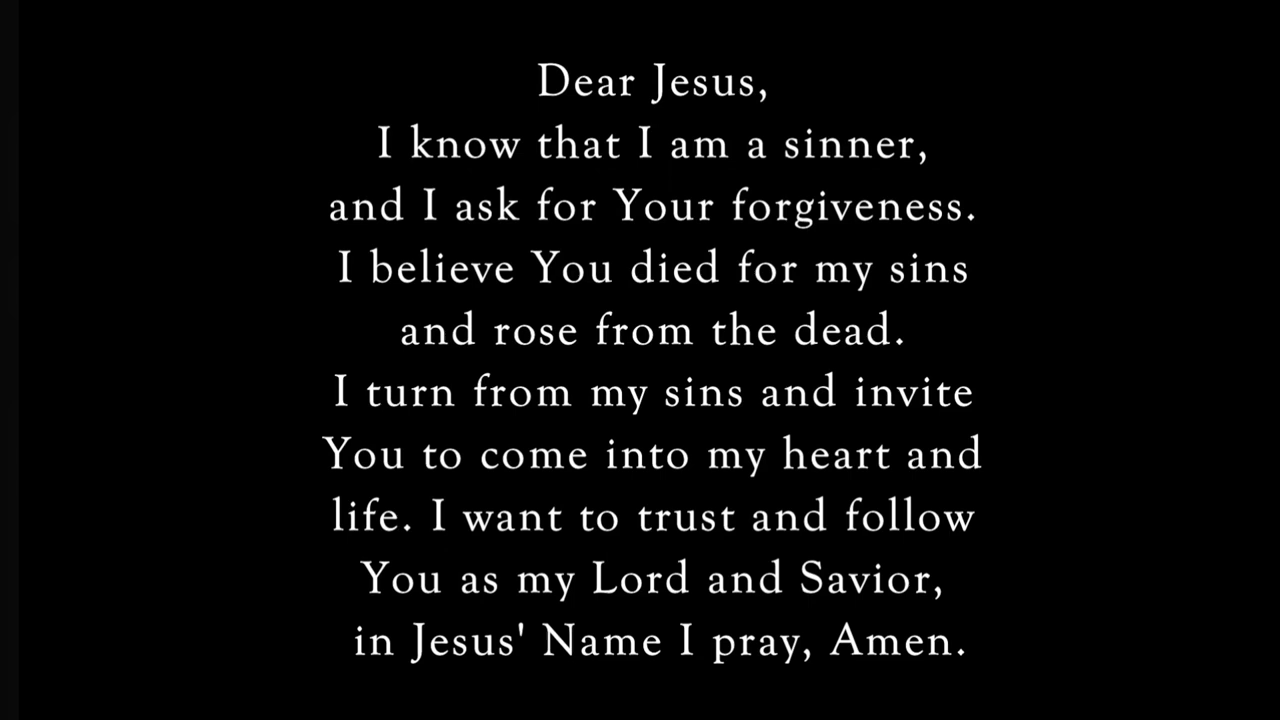 Dear Jesus,
I know that I am a sinner,
and I ask for Your forgiveness.
I believe You died for my sins
and rose from the dead.
I turn from my sins and invite
You to come into my heart and
life. I want to trust and follow
You as my Lord and Savior,
in Jesus' Name I pray, Amen.